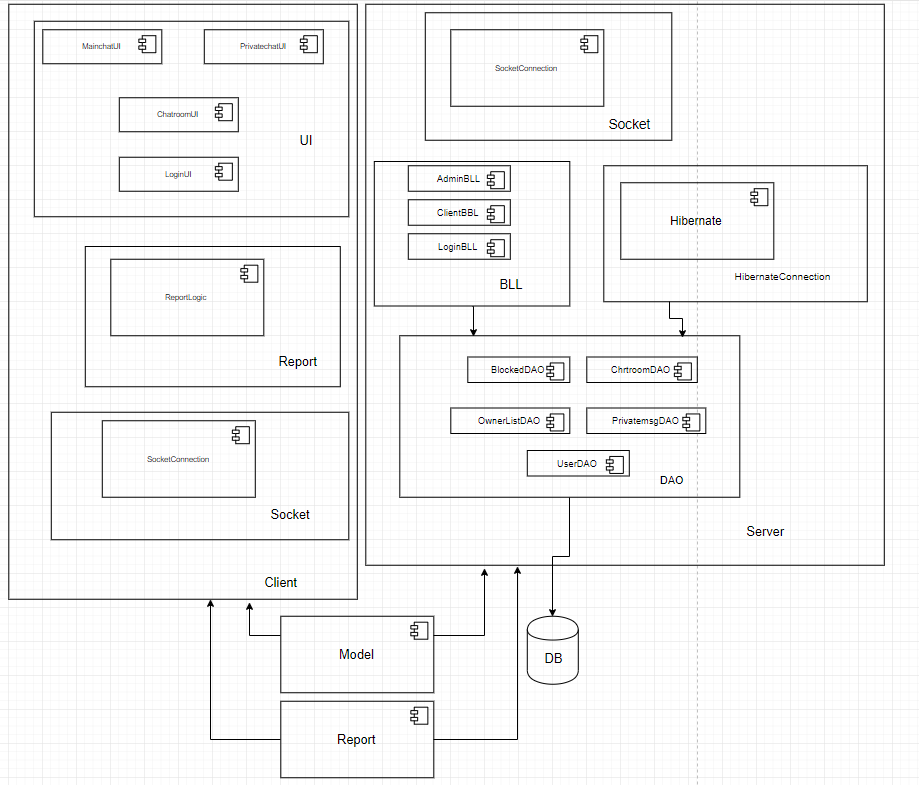 MainchatUI
PrivatechatUI
ChatroomUI
UI
LoginUI
ReportLogic
Report
SocketConnection
Socket
Client
SocketConnection
Socket
AdminBLL
ClientBBL
LoginBLL
BLL
Hibernate
HibernateConnection
BlockedDAO
ChrtroomDAO
OwnerListDAO
PrivatemsgDAO
UserDAO
DAO
Server
Model
DB
Report